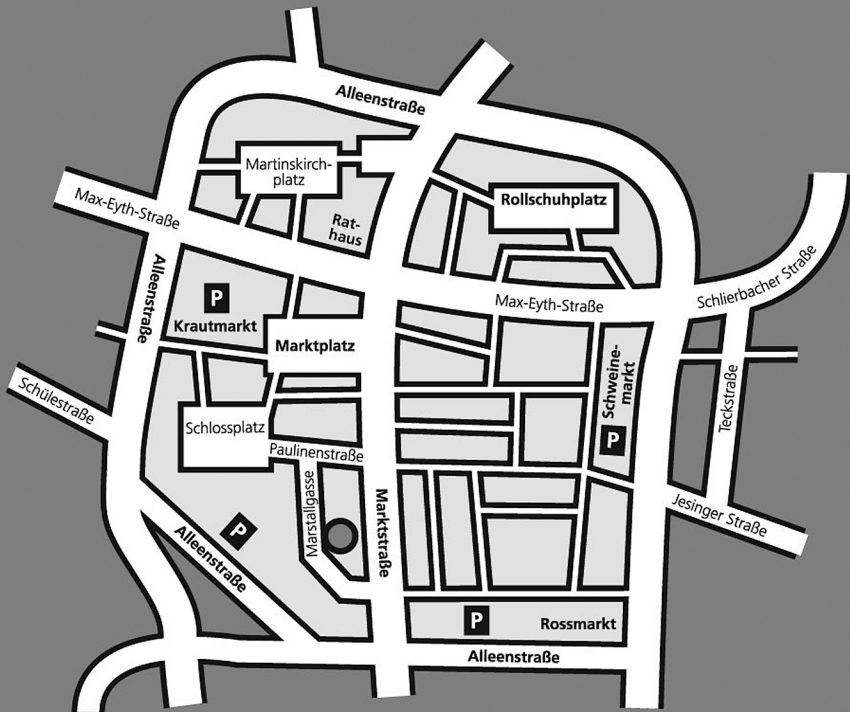 Alleenstraße
Martinskirch-
platz
Rollschuhplatz
Max-Eyth-Straße
Rat-
haus
Alleenstraße
P
Krautmarkt
Max-Eyth-Straße
Schlierbacher Straße
Marktplatz
Schweine-
markt
P
Teckstraße
Schülestraße
Schlossplatz
Paulinenstraße
Marstallgasse
Marktstraße
Jesinger Straße
P
Alleenstraße
P
Rossmarkt
Alleenstraße